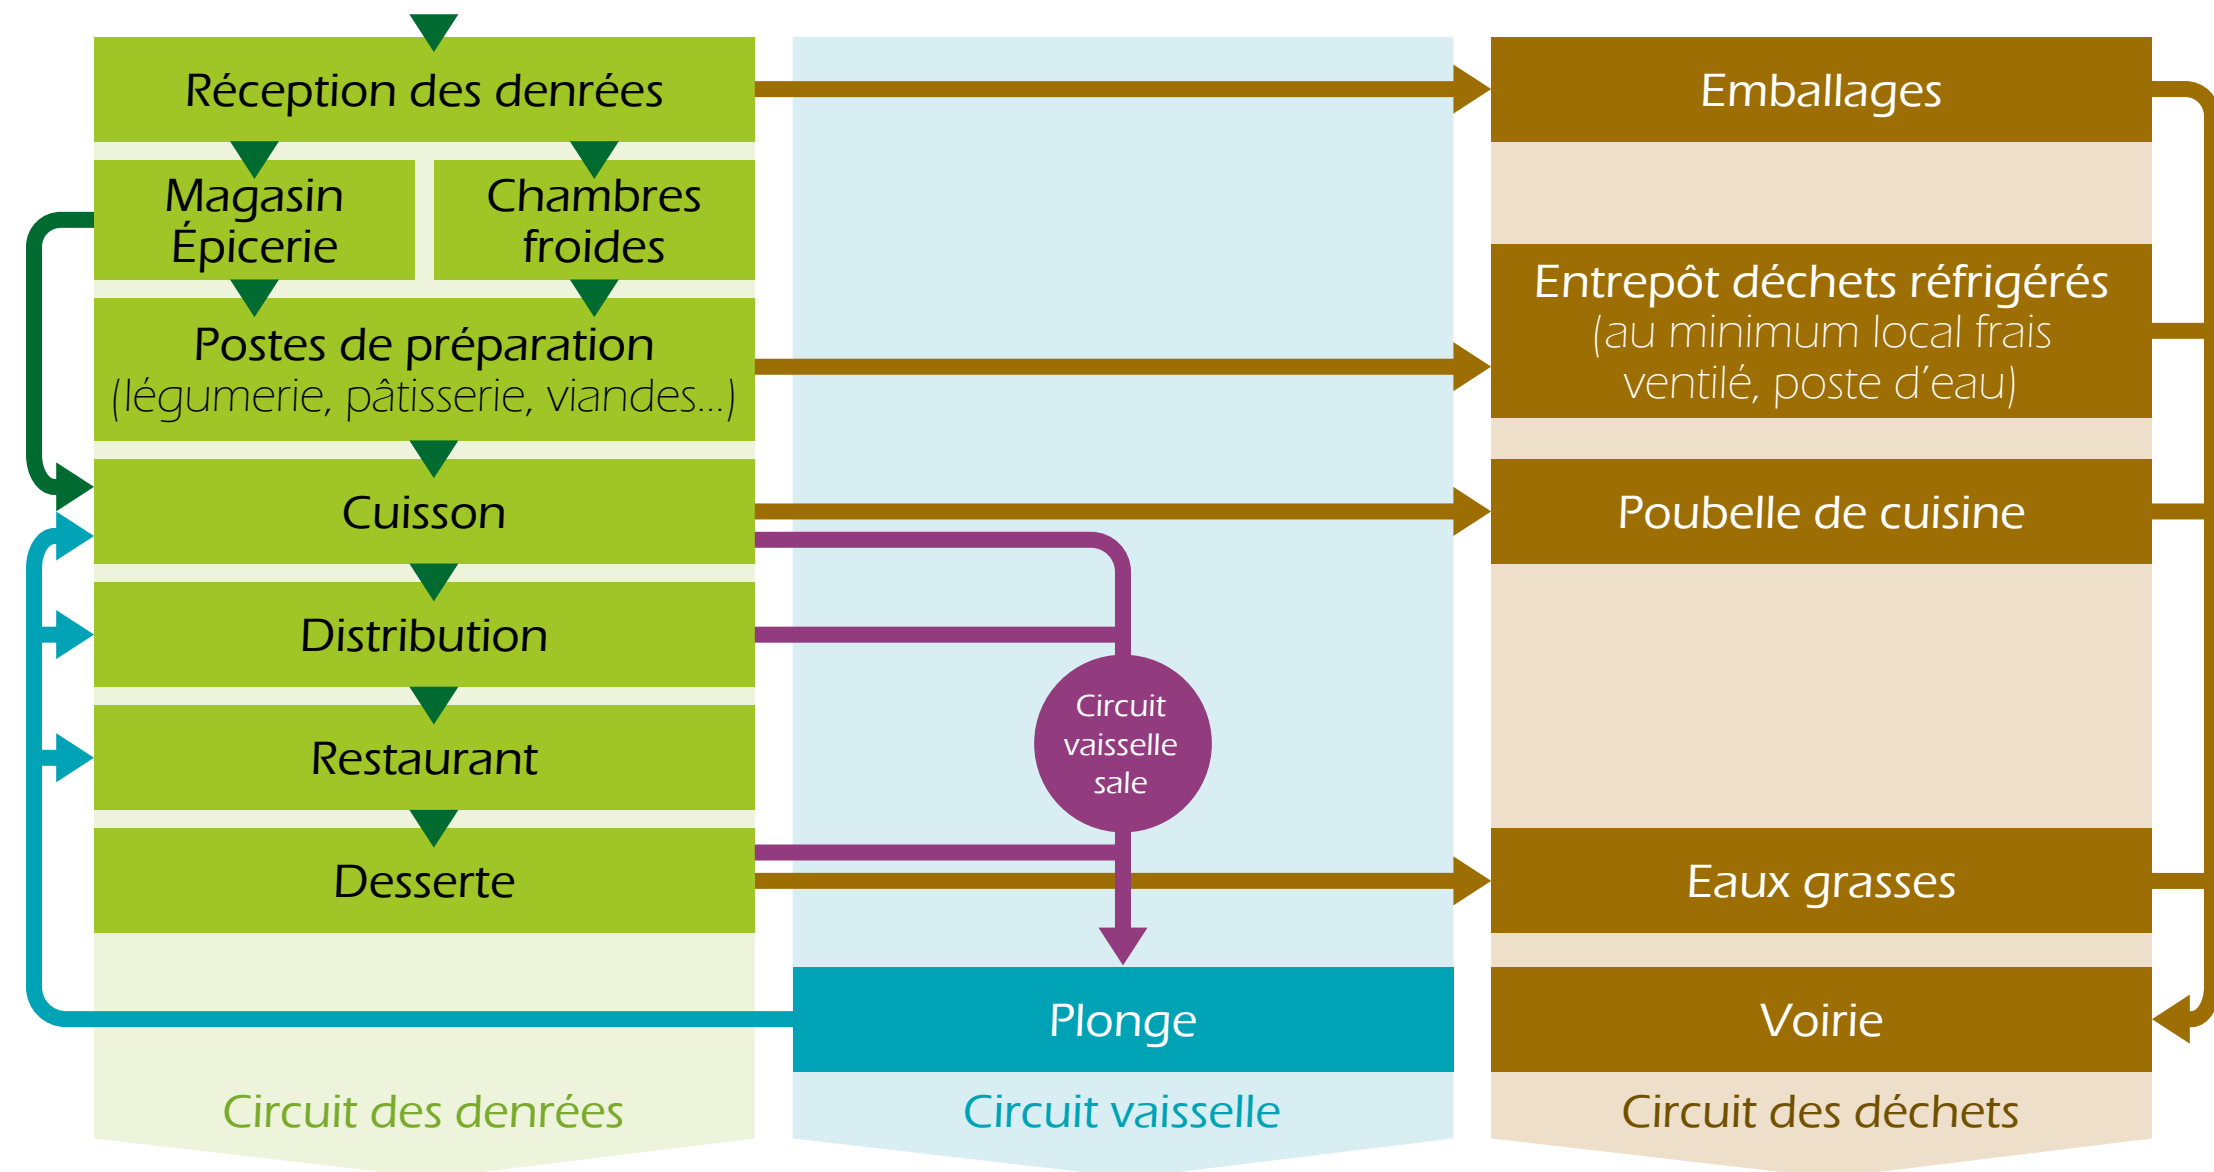 Réception des denrées
Magasin
Épicerie
Chambres
froides
Postes de préparation
(légumerie, pâtisserie, viandes...)
Cuisson
Distribution
Restaurant
Desserte
Circuit des denrées
Circuit
vaisselle
sale
Plonge
Circuit vaisselle
Emballages
Entrepôt déchets réfrigérés
(au minimum local frais
ventilé, poste d’eau)
Poubelle de cuisine
Eaux grasses
Voirie
Circuit des déchets